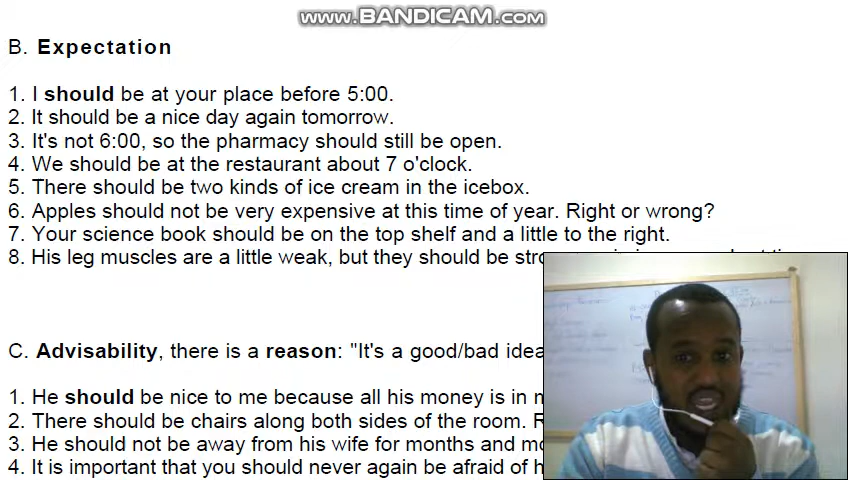 www.BANDICAM.com
B. Expectation
1. I should be at your place before 5:00.
2. It should be a nice day again tomorrow.
3. It's not 6:00, so the pharmacy should still be open.
4. We should be at the restaurant about 7 o'clock.
5. There should be two kinds of ice cream in the icebox.
6. Apples should not be very expensive at this time of year. Right or wrong?
7. Your science book should be on the top shelf and a little to the right.
8. His leg muscles are a little weak, but they should be
C. Advisability, there is a reason: "It's a good/bad idea
1. He should be nice to me because all his money is in
2. There should be chairs along both sides of the room.
3. He should not be away from his wife for months and
4. It is important that you should never again be afraid of